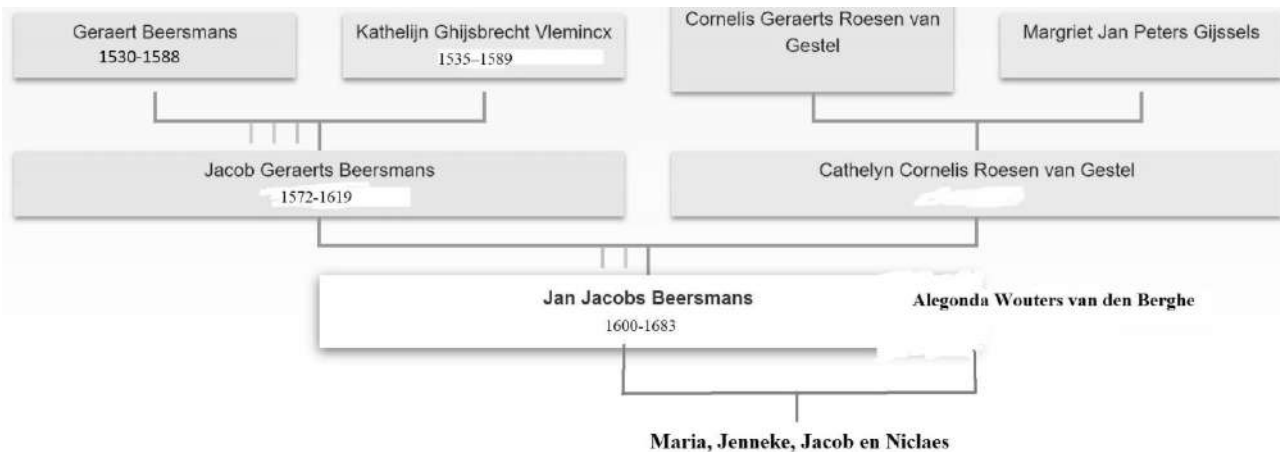 Geraert Beersmans
1530-1588
Kathelijn Ghijsbrecht Vlemincx
1535–1589
Cornelis Geraerts Roesen van
Gestel
Margriet Jan Peters Gijssels
Jacob Geraerts Beersmans
1572-1619
Cathelyn Cornelis Roesen van Gestel
Jan Jacobs Beersmans
1600-1683
Alegonda Wouters van den Berghe
Maria, Jenneke, Jacob en Niclaes